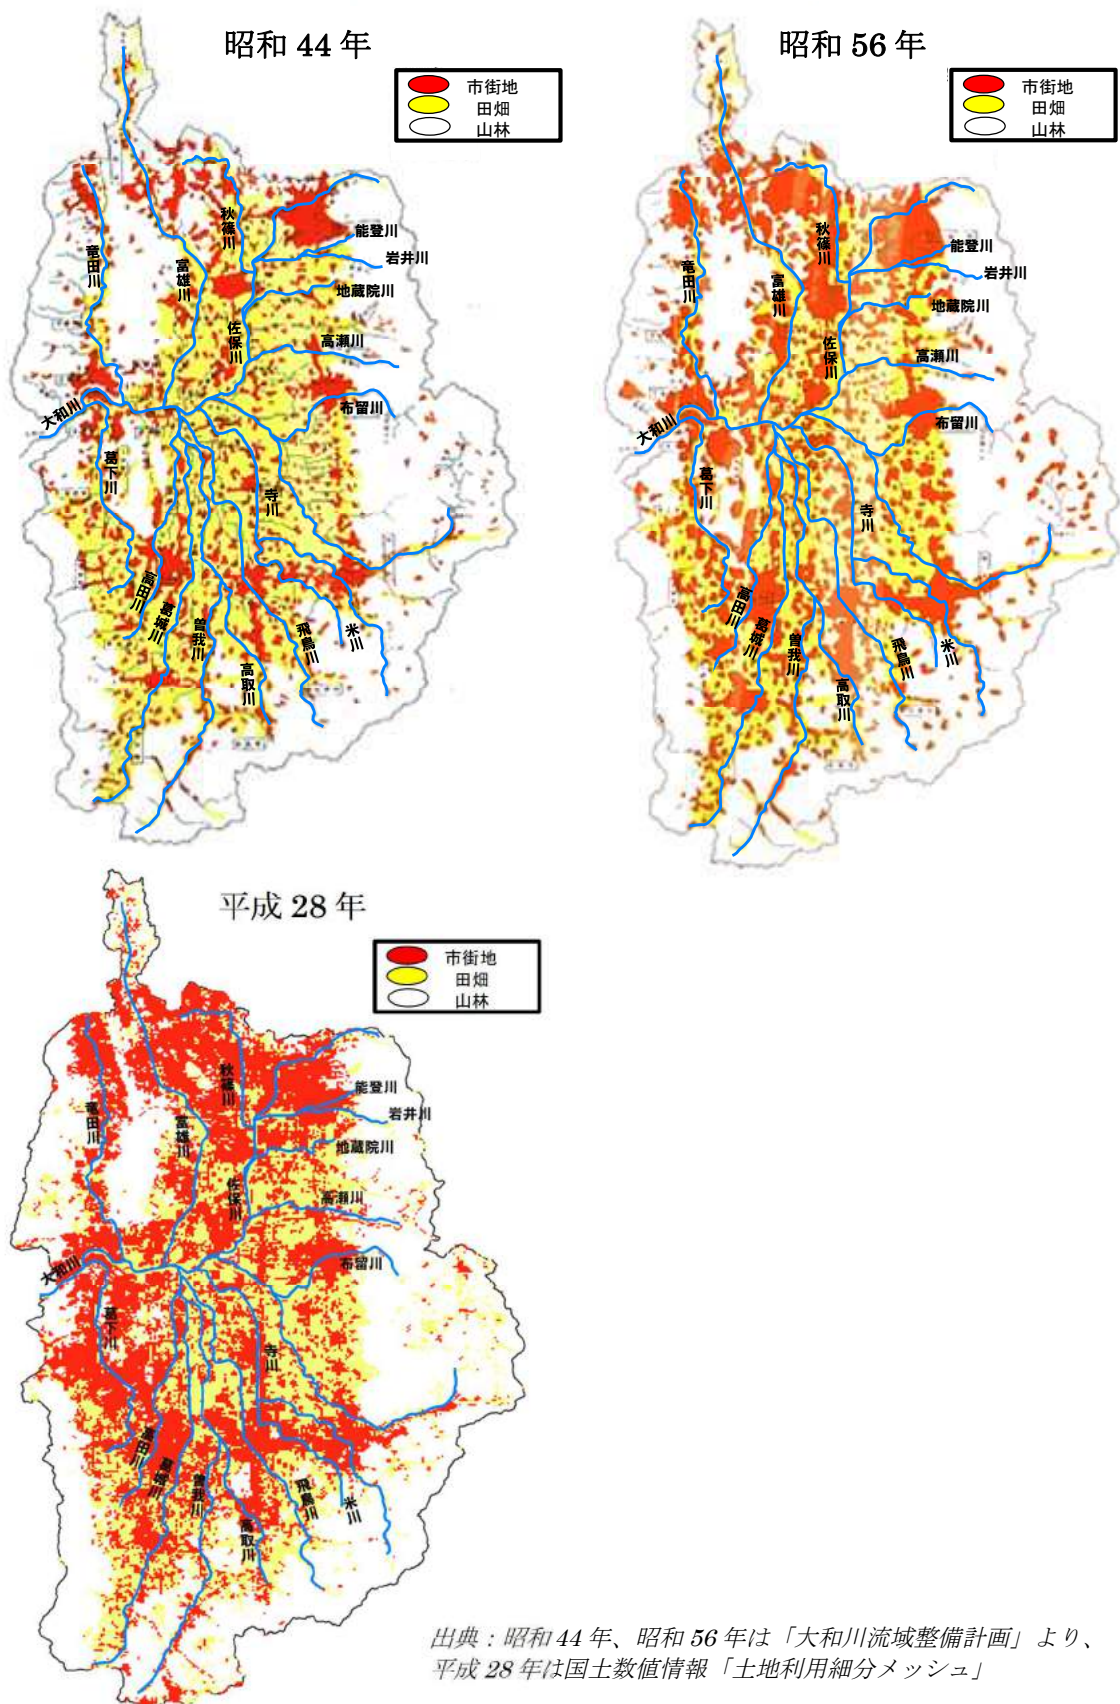 昭和 44 年
市街地
田畑
山林
秋篠川
能登川
岩井川
竜田川
富雄川
地蔵院川
佐保川
高瀬川
大和川
布留川
葛下川
寺川
高田川
葛城川
曽我川
飛鳥川
米川
高取川
昭和 56 年
市街地
田畑
山林
秋篠川
能登川
岩井川
竜田川
富雄川
地蔵院川
佐保川
高瀬川
大和川
布留川
葛下川
寺川
高田川
葛城川
曽我川
飛鳥川
米川
高取川
平成 28 年
市街地
田畑
山林
秋篠川
能登川
岩井川
竜田川
富雄川
地蔵院川
佐保川
高瀬川
大和川
布留川
葛下川
寺川
高田川
葛城川
曽我川
飛鳥川
米川
高取川
出典：昭和 44 年、昭和 56 年は「大和川流域整備計画」より、
平成 28 年は国土数値情報「土地利用細分メッシュ」